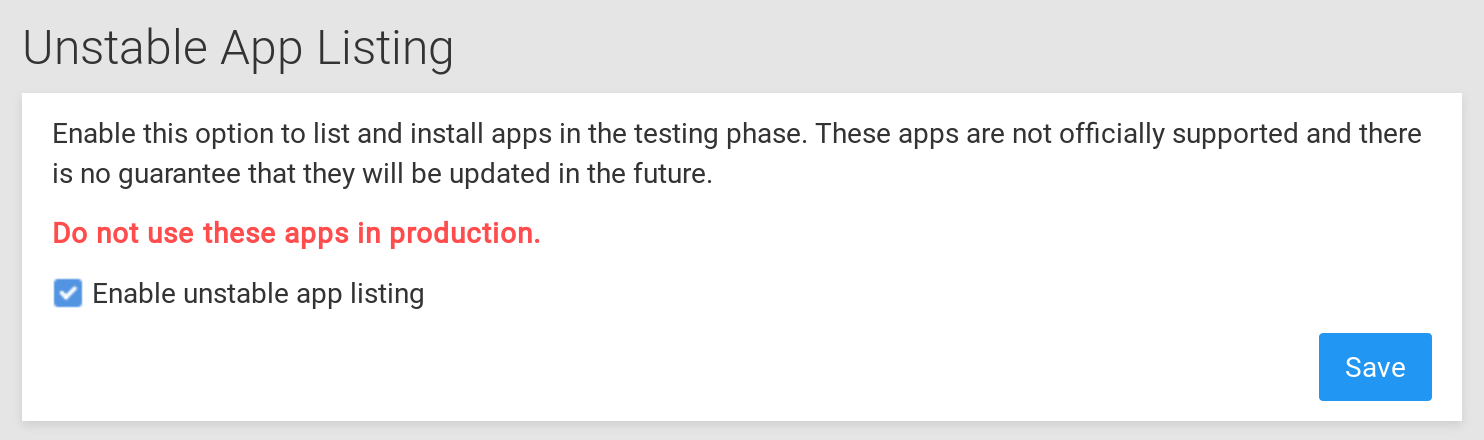 Unstable App Listing
Enable this option to list and install apps in the testing phase. These apps are not officially supported and there
is no guarantee that they will be updated in the future.
Do not use these apps in production.
Enable unstable app listing
Save